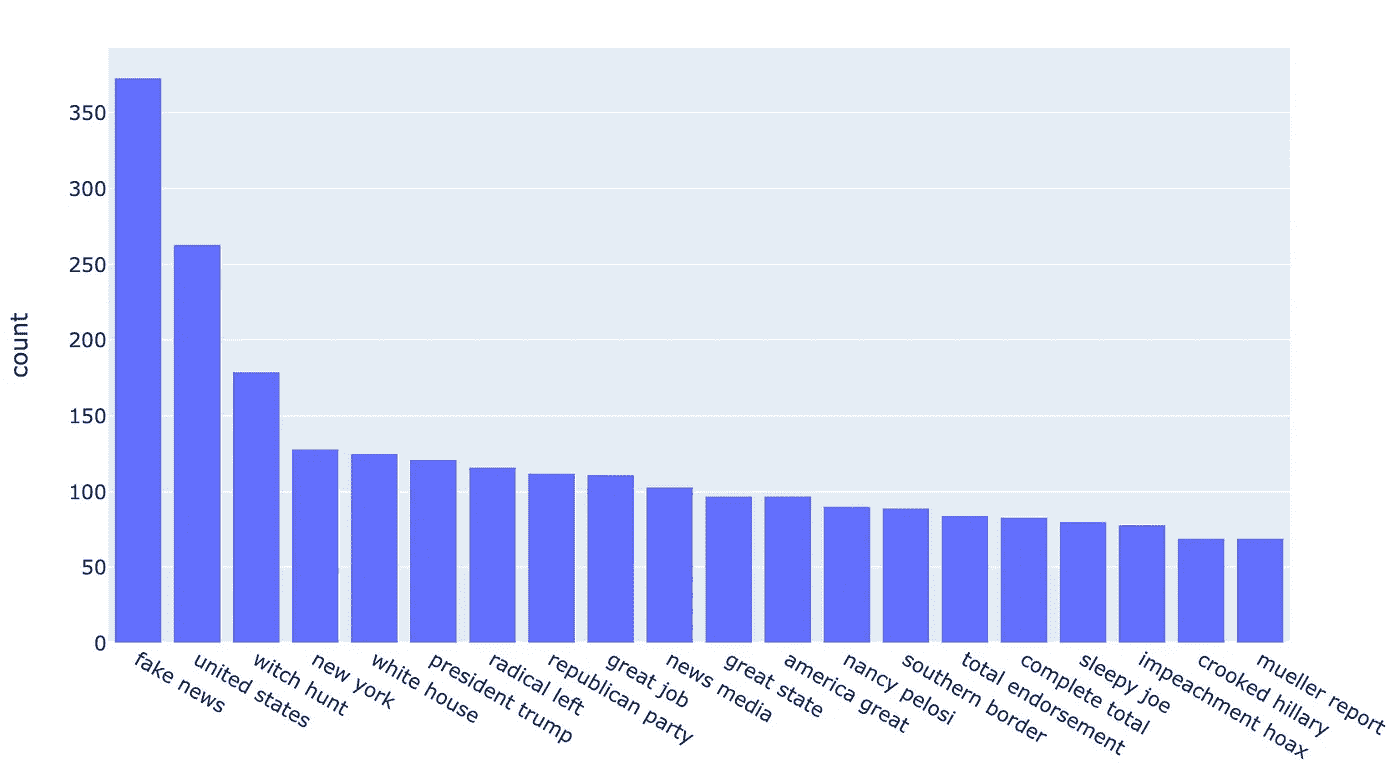 count
350
300
250
200
150
100
50
0
fake news
united states
witch hunt
new york
white house
president trump
radical left
republican party
great job
news media
great state
america great
nancy pelosi
southern border
total endorsement
complete total
sleepy joe
impeachment hoax
crooked hillary
mueller report